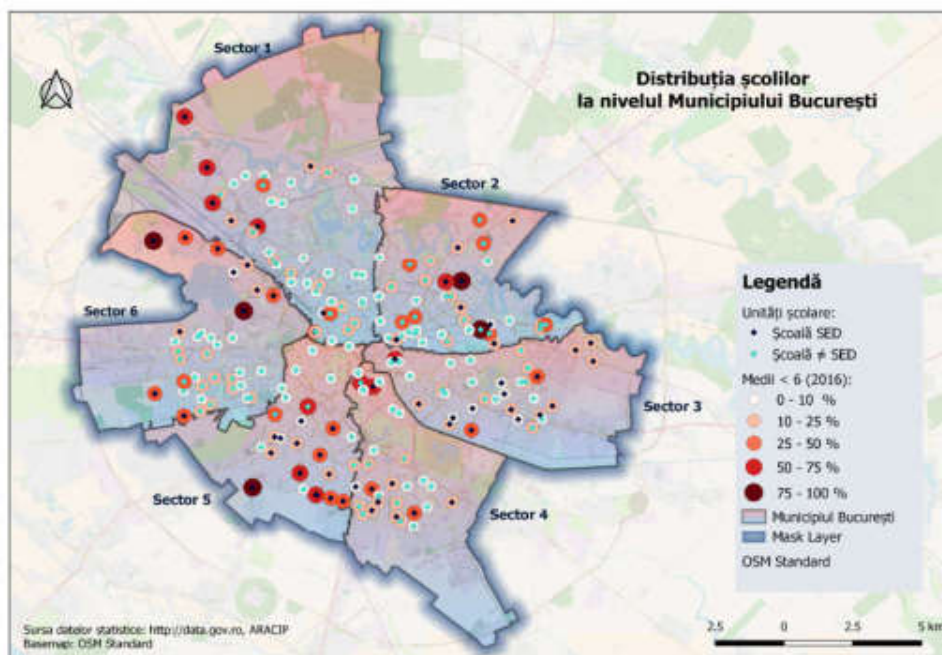 Distribuția școlilor
la nivelul Municipiului București
Sector 1
Sector 2
Sector 6
Sector 3
Sector 5
Sector 4
Legendă
Unități școlare:
Școală SED
Școală ≠ SED
Medii < 6 (2016):
0 - 10 %
10 - 25 %
25 - 50 %
50 - 75 %
75 - 100 %
Municipiul București
Mask Layer
OSM Standard
Sursa datelor statistice: http://data.gov.ro, ARACIP
Basemap: OSM Standard
2.5 0 2.5 5 km